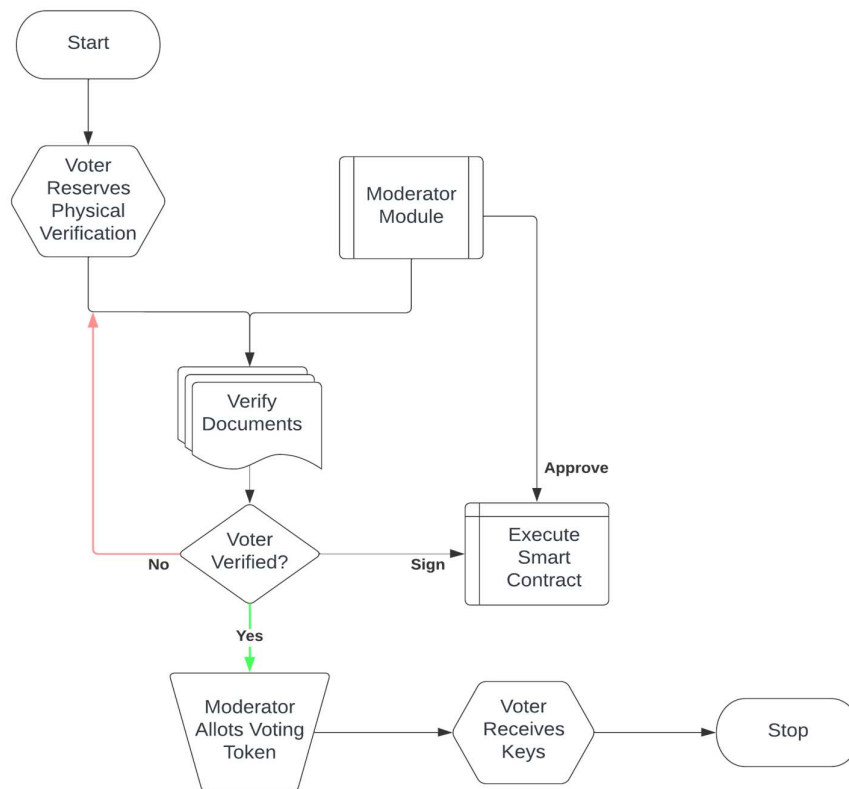 Start
Voter
Reserves
Physical
Verification
Moderator
Module
Verify
Documents
Approve
Voter
Verified?
No
Sign
Execute
Smart
Contract
Yes
Moderator
Allots Voting
Token
Voter
Receives
Keys
Stop